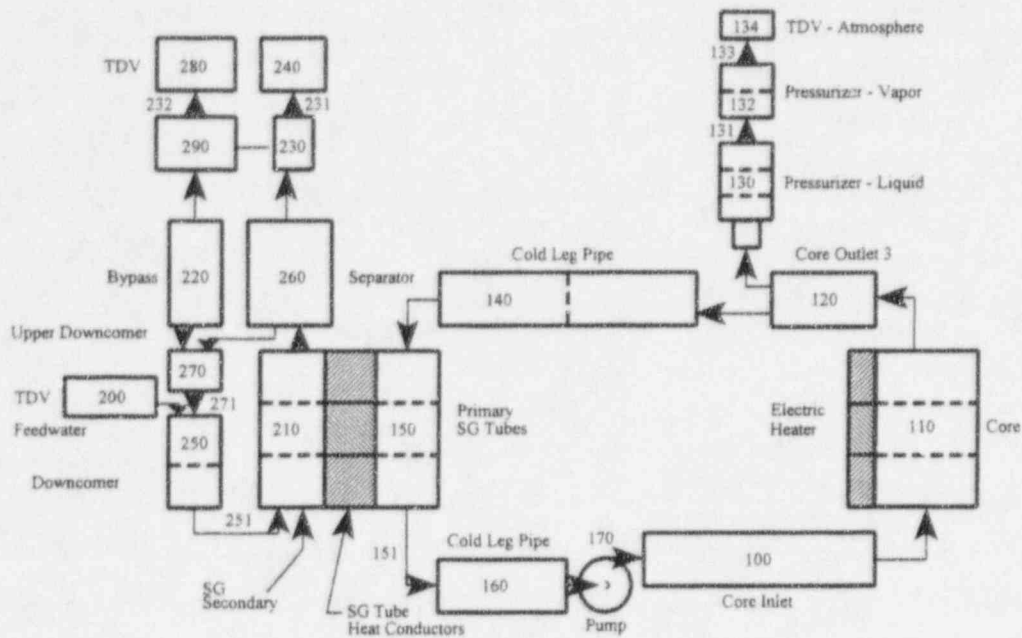 134
TDV - Atmosphere
133
TDV
280
240
132
Pressurizer - Vapor
232
231
131
290
230
130
Pressurizer - Liquid
Cold Leg Pipe
Core Outlet 3
Bypass
220
260
Separator
140
120
Upper Downcomer
270
TDV
200
271
Feedwater
250
210
150
Primary
SG Tubes
Electric
Heater
110
Core
Downcomer
251
151
Cold Leg Pipe
170
160
100
SG
Secondary
SG Tube
Heat Conductors
Pump
Core Inlet